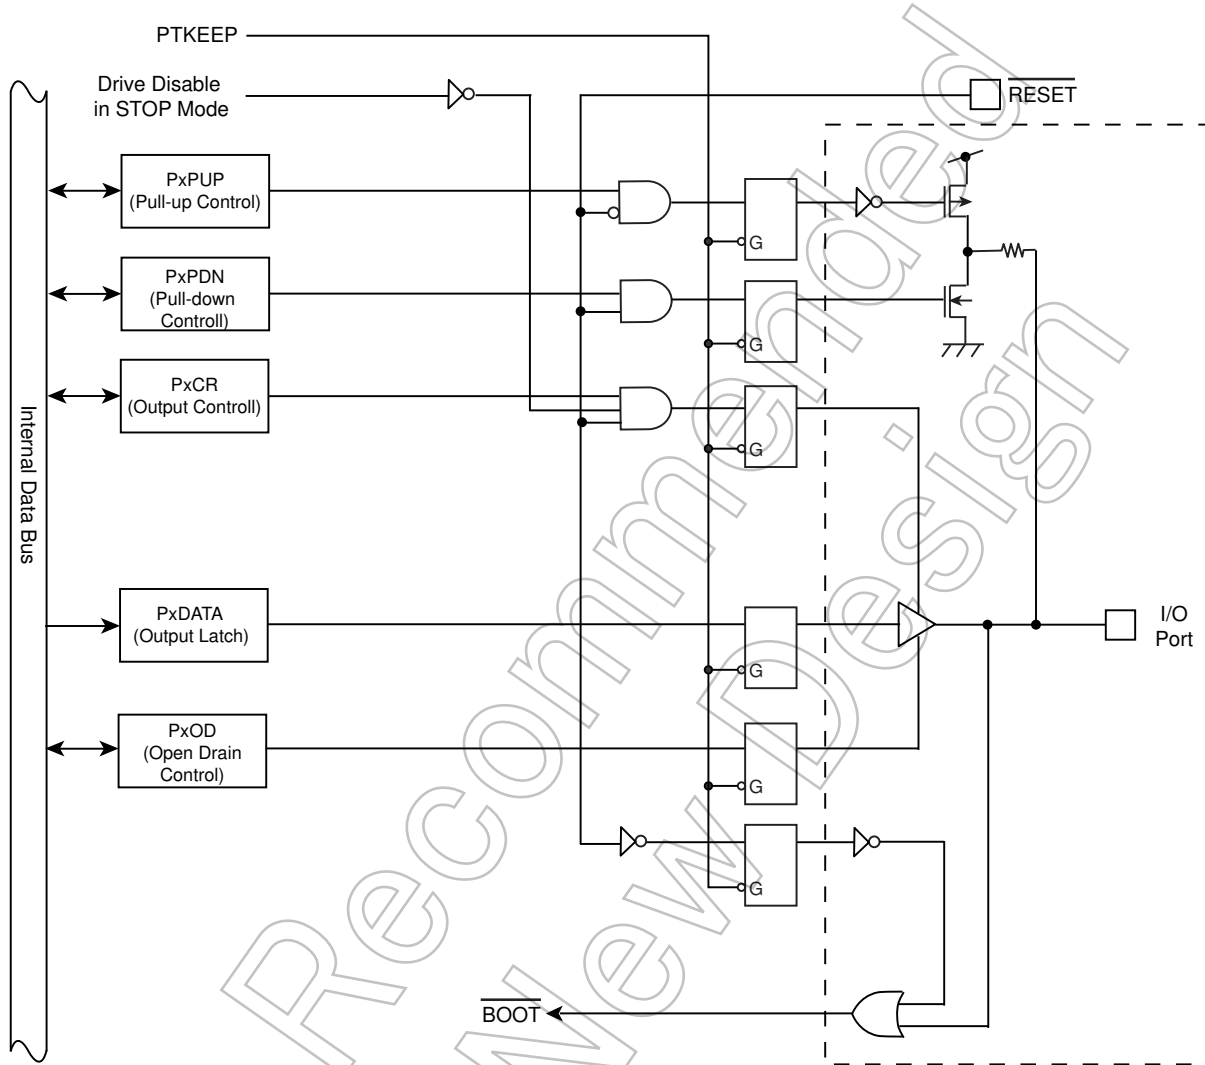 PTKEEP
Drive Disable
in STOP Mode
RESET
PxPUP
(Pull-up Control)
G
PxPDN
(Pull-down
Controll)
G
PxCR
(Output Controll)
G
Internal Data Bus
PxDATA
(Output Latch)
G
I/O
Port
PxOD
(Open Drain
Control)
G
G
BOOT
Recommended
New Design